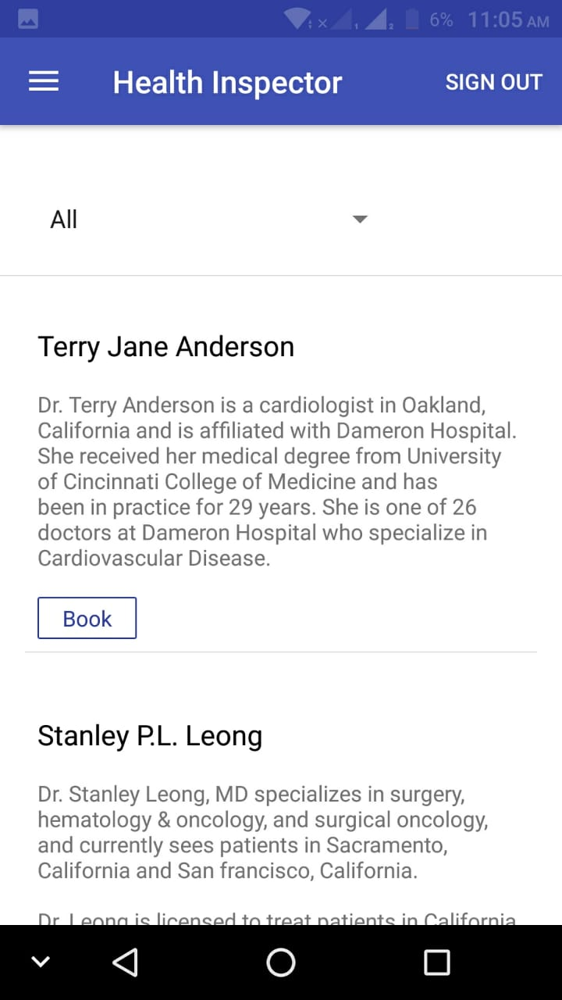 6% 11:05 AM
Health Inspector SIGN OUT
All
Terry Jane Anderson
Dr. Terry Anderson is a cardiologist in Oakland,
California and is affiliated with Dameron Hospital.
She received her medical degree from University
of Cincinnati College of Medicine and has
been in practice for 29 years. She is one of 26
doctors at Dameron Hospital who specialize in
Cardiovascular Disease.
Book
Stanley P.L. Leong
Dr. Stanley Leong, MD specializes in surgery,
hematology & oncology, and surgical oncology,
and currently sees patients in Sacramento,
California and San francisco, California.
Dr. Leong is licensed to treat patients in California